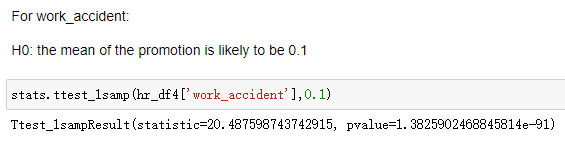 For work_accident:
H0: the mean of the promotion is likely to be 0.1
stats.ttest_1samp(hr_df4['work_accident'],0.1)
Ttest_1sampResult(statistic=20.487598743742915, pvalue=1.3825902468845814e-91)